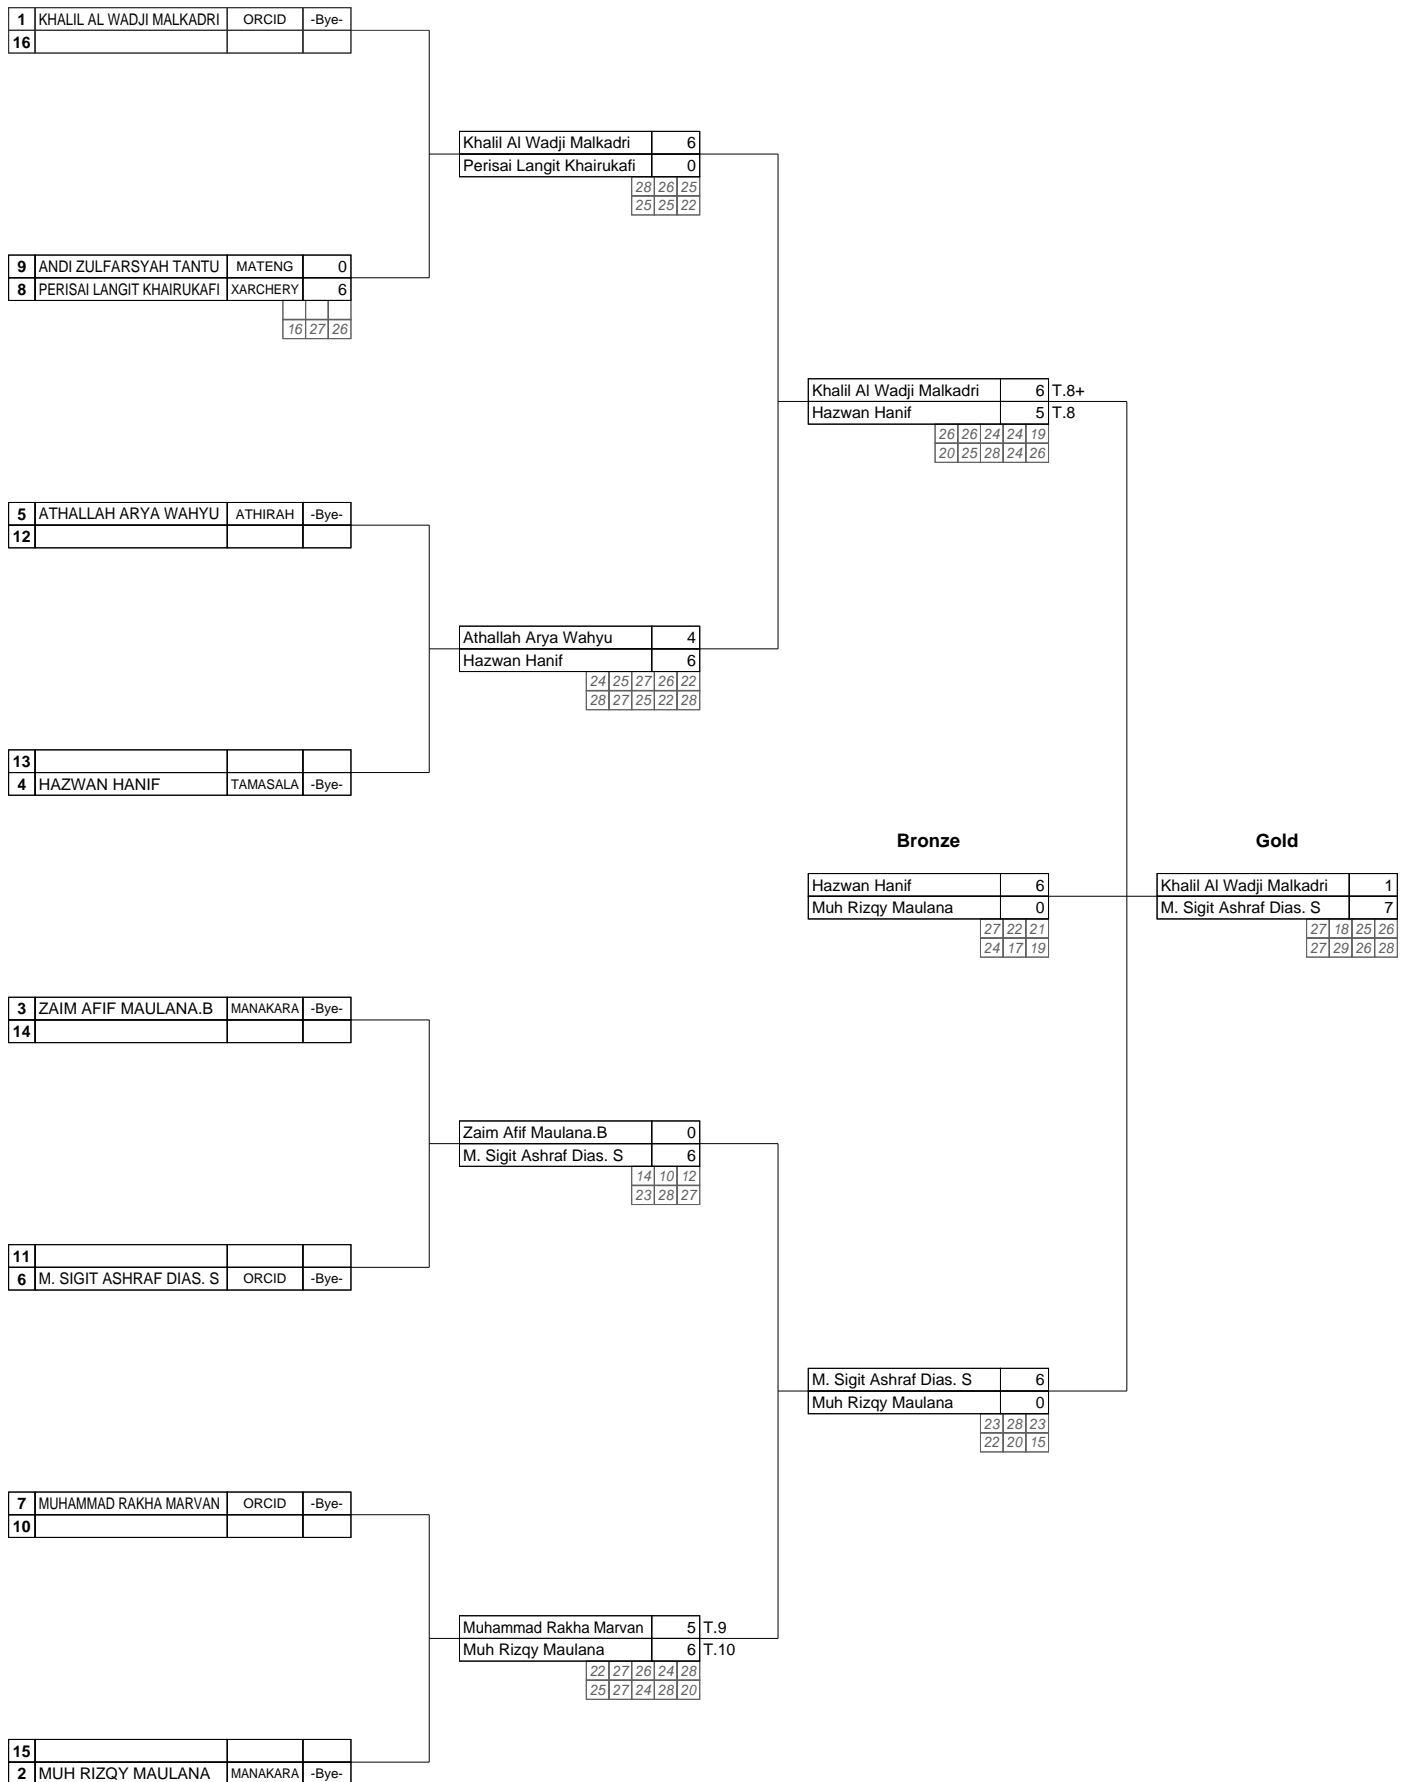 1 KHALIL AL WADJI MALKADRI ORCID -Bye-
16
Khalil Al Wadji Malkadri 6
Perisai Langit Khairukafi 0
28 26 25
25 25 22
9 ANDI ZULFARSYAH TANTU MATENG 0
8 PERISAI LANGIT KHAIRUKAFI XARCHERY 6
16 27 26
Khalil Al Wadji Malkadri 6 T.8+
Hazwan Hanif 5 T.8
26 26 24 24 19
20 25 28 24 26
5 ATHALLAH ARYA WAHYU ATHIRAH -Bye-
12
Athallah Arya Wahyu 4
Hazwan Hanif 6
24 25 27 26 22
28 27 25 22 28
13
4 HAZWAN HANIF TAMASALA -Bye-
Bronze Gold
Hazwan Hanif 6 Khalil Al Wadji Malkadri 1
Muh Rizqy Maulana 0 M. Sigit Ashraf Dias. S 7
27 22 21 27 18 25 26
24 17 19 27 29 26 28
3 ZAIM AFIF MAULANA.B MANAKARA -Bye-
14
Zaim Afif Maulana.B 0
M. Sigit Ashraf Dias. S 6
14 10 12
23 28 27
11
6 M. SIGIT ASHRAF DIAS. S ORCID -Bye-
M. Sigit Ashraf Dias. S 6
Muh Rizqy Maulana 0
23 28 23
22 20 15
7 MUHAMMAD RAKHA MARVAN ORCID -Bye-
10
Muhammad Rakha Marvan 5 T.9
Muh Rizqy Maulana 6 T.10
22 27 26 24 28
25 27 24 28 20
15
2 MUH RIZQY MAULANA MANAKARA -Bye-